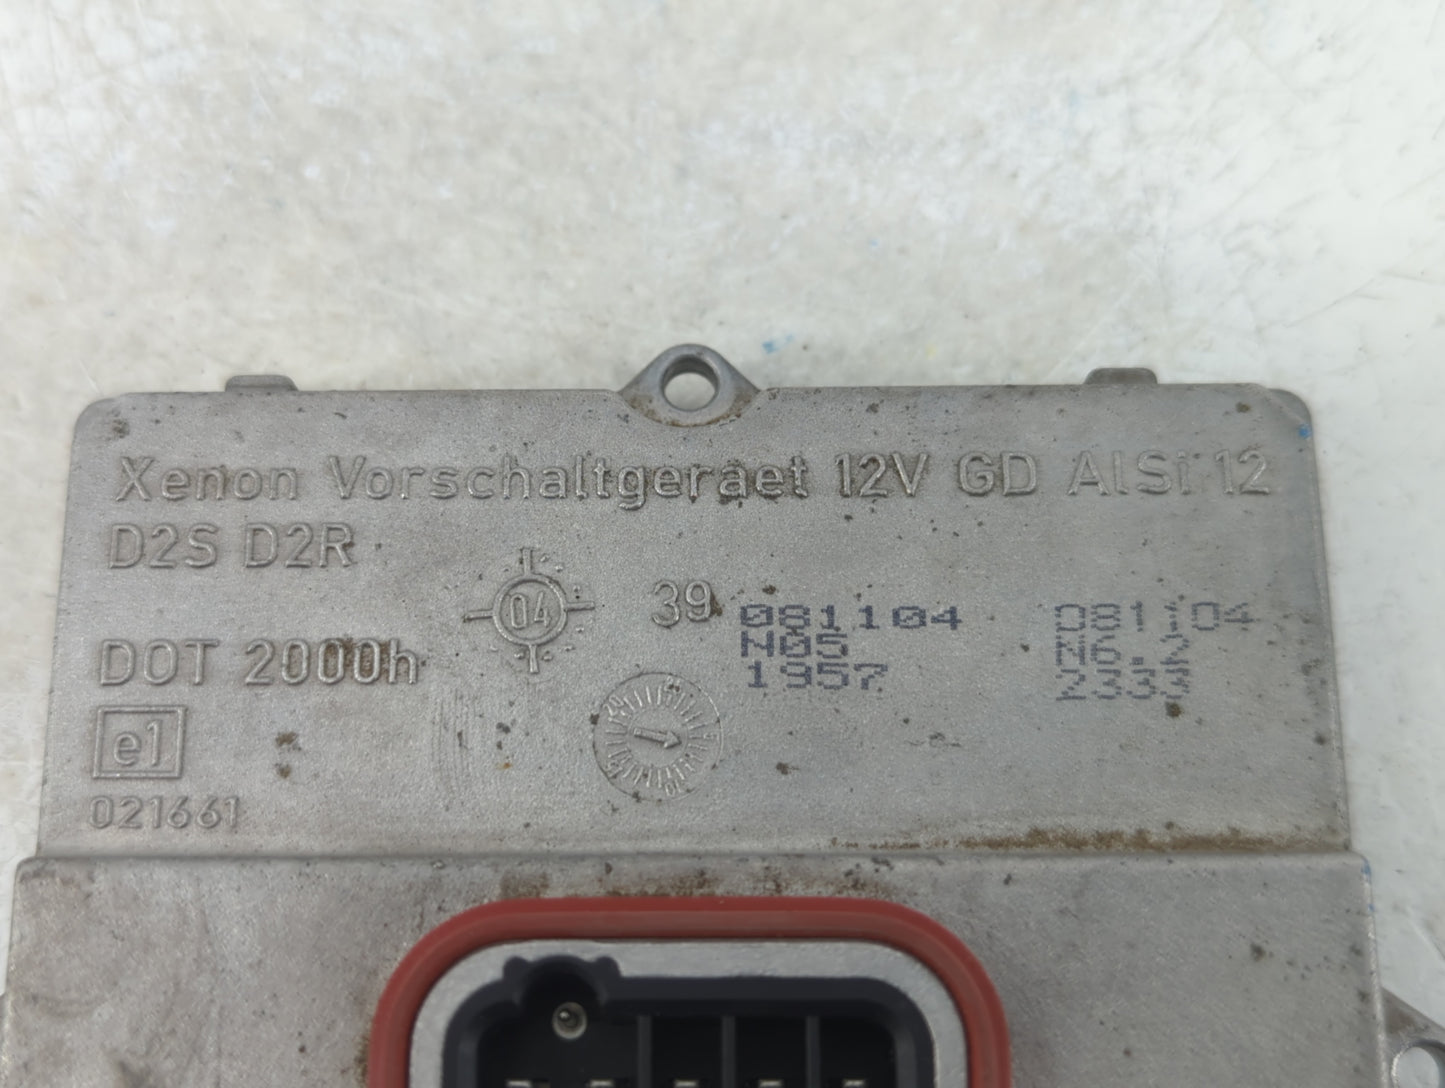 Xenon Vorschaltgeraet 12V GD AlSi 12
D2S D2R
04
39
081104
N05
1957
081104
N6.2
2333
DOT 2000h
e1
021661